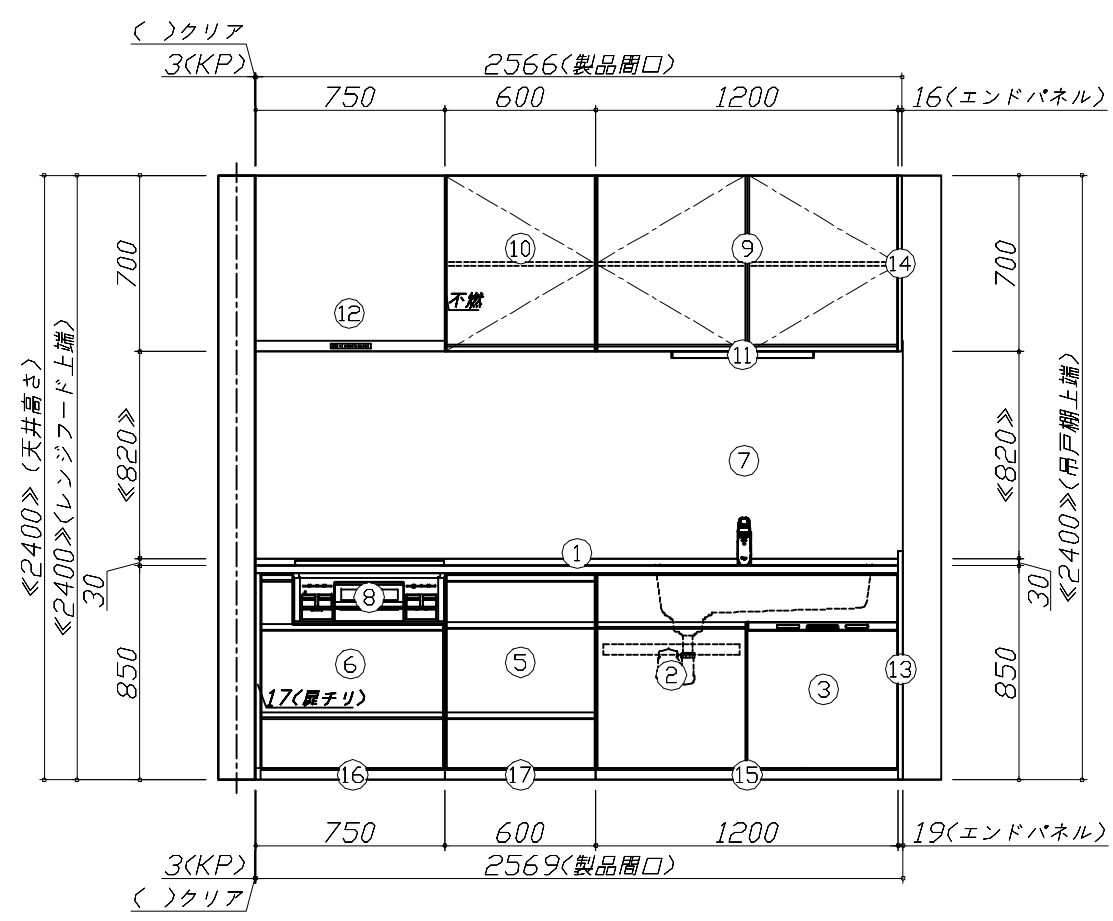 ( )クリア
3(KP)
2566(製品間口)
750
600
1200
16(エンドパネル)
≪2400≫(天井高さ)
≪2400≫(レンジフード上端)
700
≪820≫
30
850
10
9
14
不燃
12
11
7
1
8
6
5
2
3
13
17(扉チリ)
16
17
15
700
≪820≫
30
850
≪2400≫(吊戸棚上端)
750
600
1200
19(エンドパネル)
3(KP)
2569(製品間口)
( )クリア